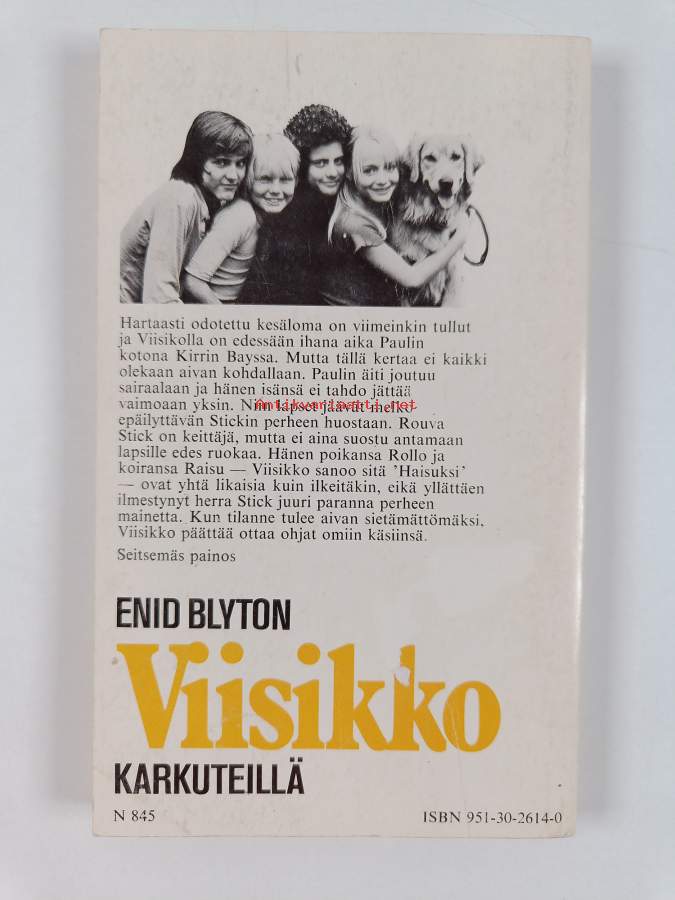 Hartaasti odotettu kesäloma on viimeinkin tullut
ja Viisikolla on edessään ihana aika Paulin
kotona Kirrin Bayssa. Mutta tällä kertaa ei kaikki
olekaan aivan kohdallaan. Paulin äiti joutuu
sairaalaan ja hänen isänsä ei tahdo jättää
vaimoaan yksin. Niin lapset jäävät melko
antikvariaatti.net
epäilyttävän Stickin perheen huostaan. Rouva
Stick on keittäjä, mutta ei aina suostu antamaan
lapsille edes ruokaa. Hänen poikansa Rollo ja
koiransa Raisu — Viisikko sanoo sitä 'Haisuksi'
— ovat yhtä likaisia kuin ilkeitäkin, eikä yllättäen
ilmestynyt herra Stick juuri paranna perheen
mainetta. Kun tilanne tulee aivan sietämättömäksi,
Viisikko päättää ottaa ohjat omiin käsiinsä.
Seitsemäs painos
ENID BLYTON
Viisikko
KARKUTEILLÄ
N 845
ISBN 951-30-2614-0